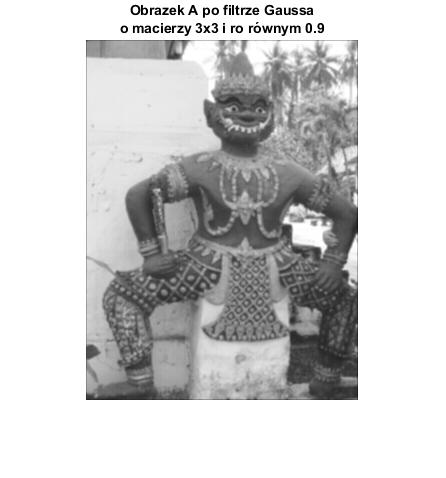 Obrazek A po filtrze Gaussa
o macierzy 3x3 i ro równym 0.9